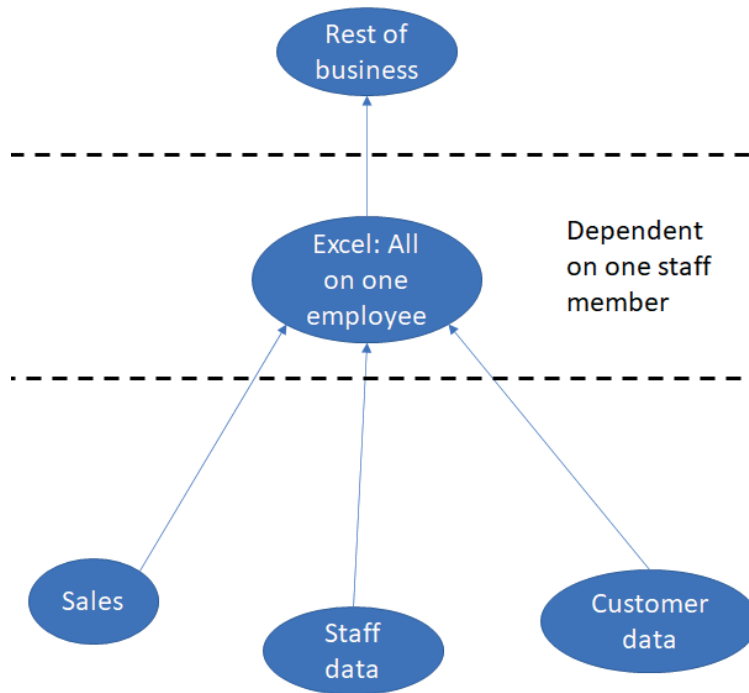 Rest of
business
Excel: All
on one
employee
Dependent
on one staff
member
Sales
Staff
data
Customer
data